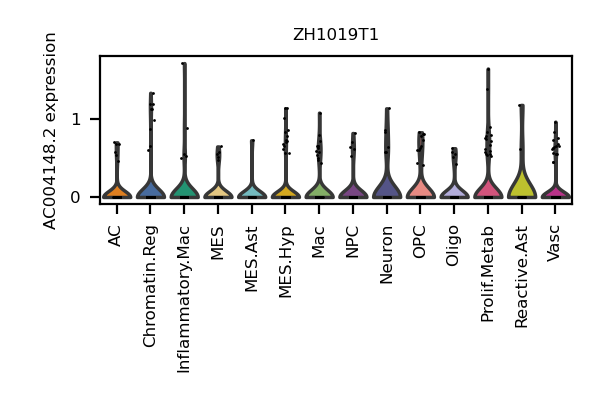 ZH1019T1
AC004148.2 expression
1
0
AC
Chromatin.Reg
Inflammatory.Mac
MES
MES.Ast
MES.Hyp
Mac
NPC
Neuron
OPC
Oligo
Prolif.Metab
Reactive.Ast
Vasc